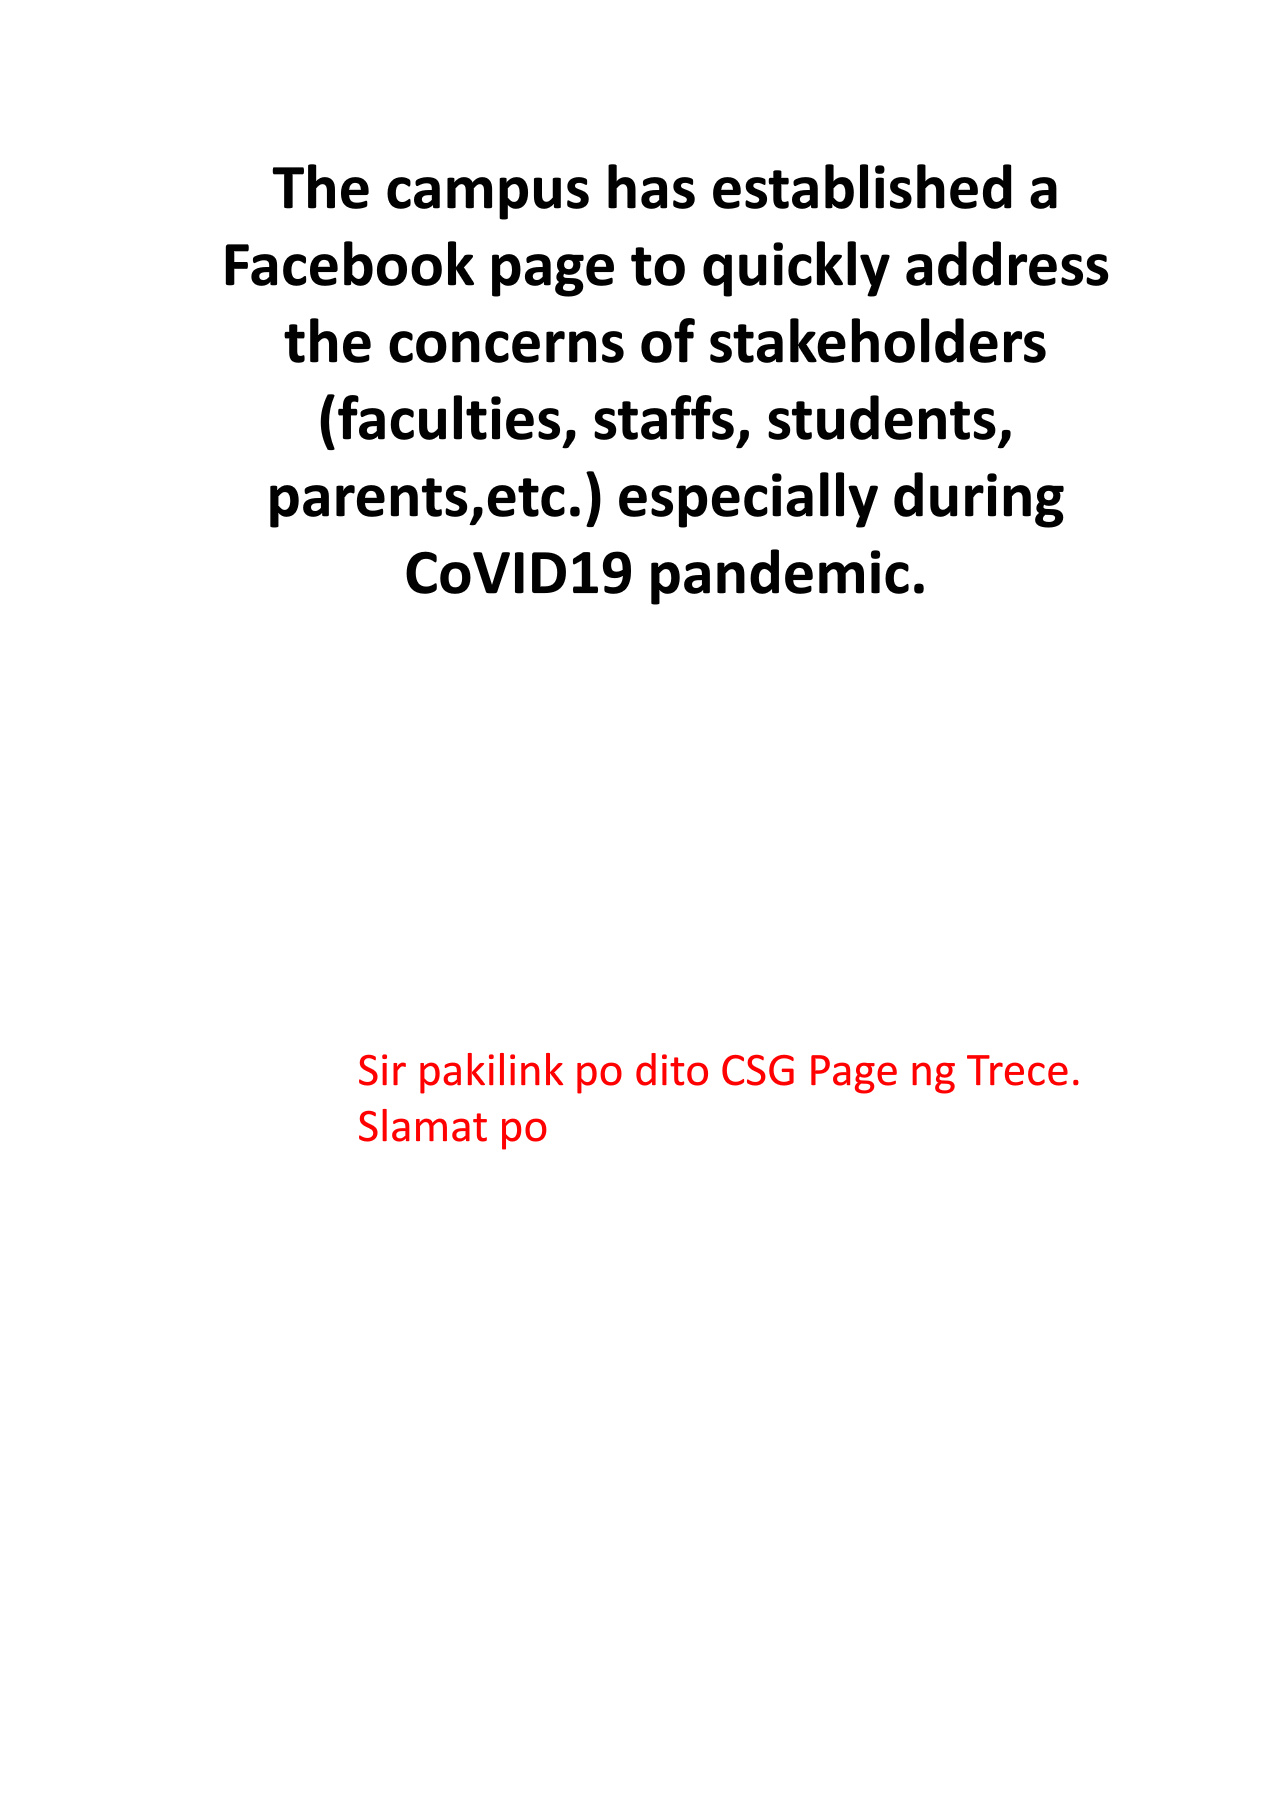 The campus has established a
Facebook page to quickly address
the concerns of stakeholders
(faculties, staffs, students,
parents,etc.) especially during
CoVID19 pandemic.
Sir pakilink po dito CSG Page ng Trece.
Slamat po